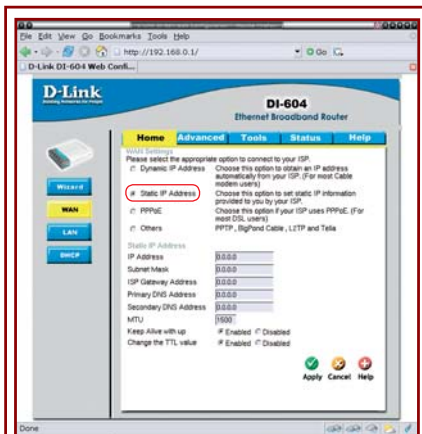 File Edit View Go Bookmarks Tools Help
http://192.168.0.1/
Go
D-Link DI-604 Web Confi...
D-Link
Building Networks for People
DI-604
Ethernet Broadband Router
Home Advanced Tools Status Help
WAN Settings
Please select the appropriate option to connect to your ISP.
Dynamic IP Address Choose this option to obtain an IP address
automatically from your ISP. (For most Cable
modem users)
Static IP Address Choose this option to set static IP information
provided to you by your ISP.
PPPoE Choose this option if your ISP uses PPPoE. (For
most DSL users)
Others PPTP, BigPond Cable, L2TP and Telia
Wizard
WAN
LAN
DHCP
Static IP Address
IP Address 0.0.0.0
Subnet Mask 0.0.0.0
ISP Gateway Address 0.0.0.0
Primary DNS Address 0.0.0.0
Secondary DNS Address 0.0.0.0
MTU 1500
Keep Alive with up Enabled Disabled
Change the TTL value Enabled Disabled
Apply Cancel Help
Done